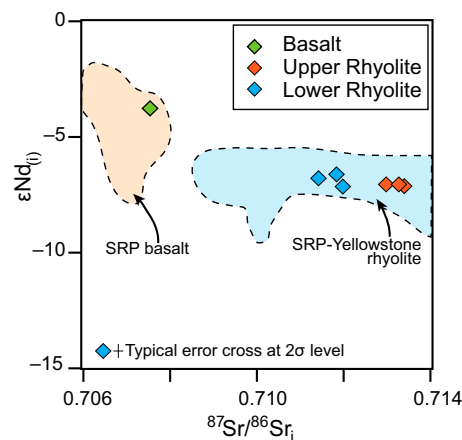 0
Basalt
Upper Rhyolite
Lower Rhyolite
−5
εNd(i)
SRP basalt
SRP-Yellowstone
rhyolite
−10
Typical error cross at 2σ level
−15
0.706 0.710 0.714
⁸⁷Sr/⁸⁶Srᵢ